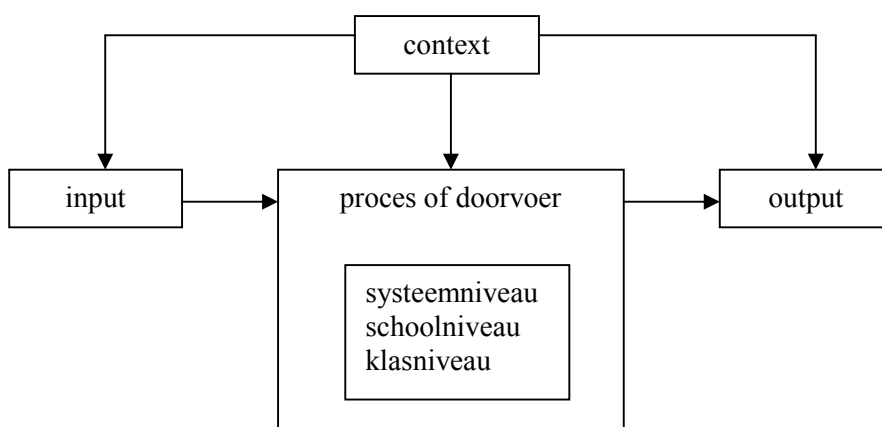 context
input
proces of doorvoer
output
systeemniveau
schoolniveau
klasniveau